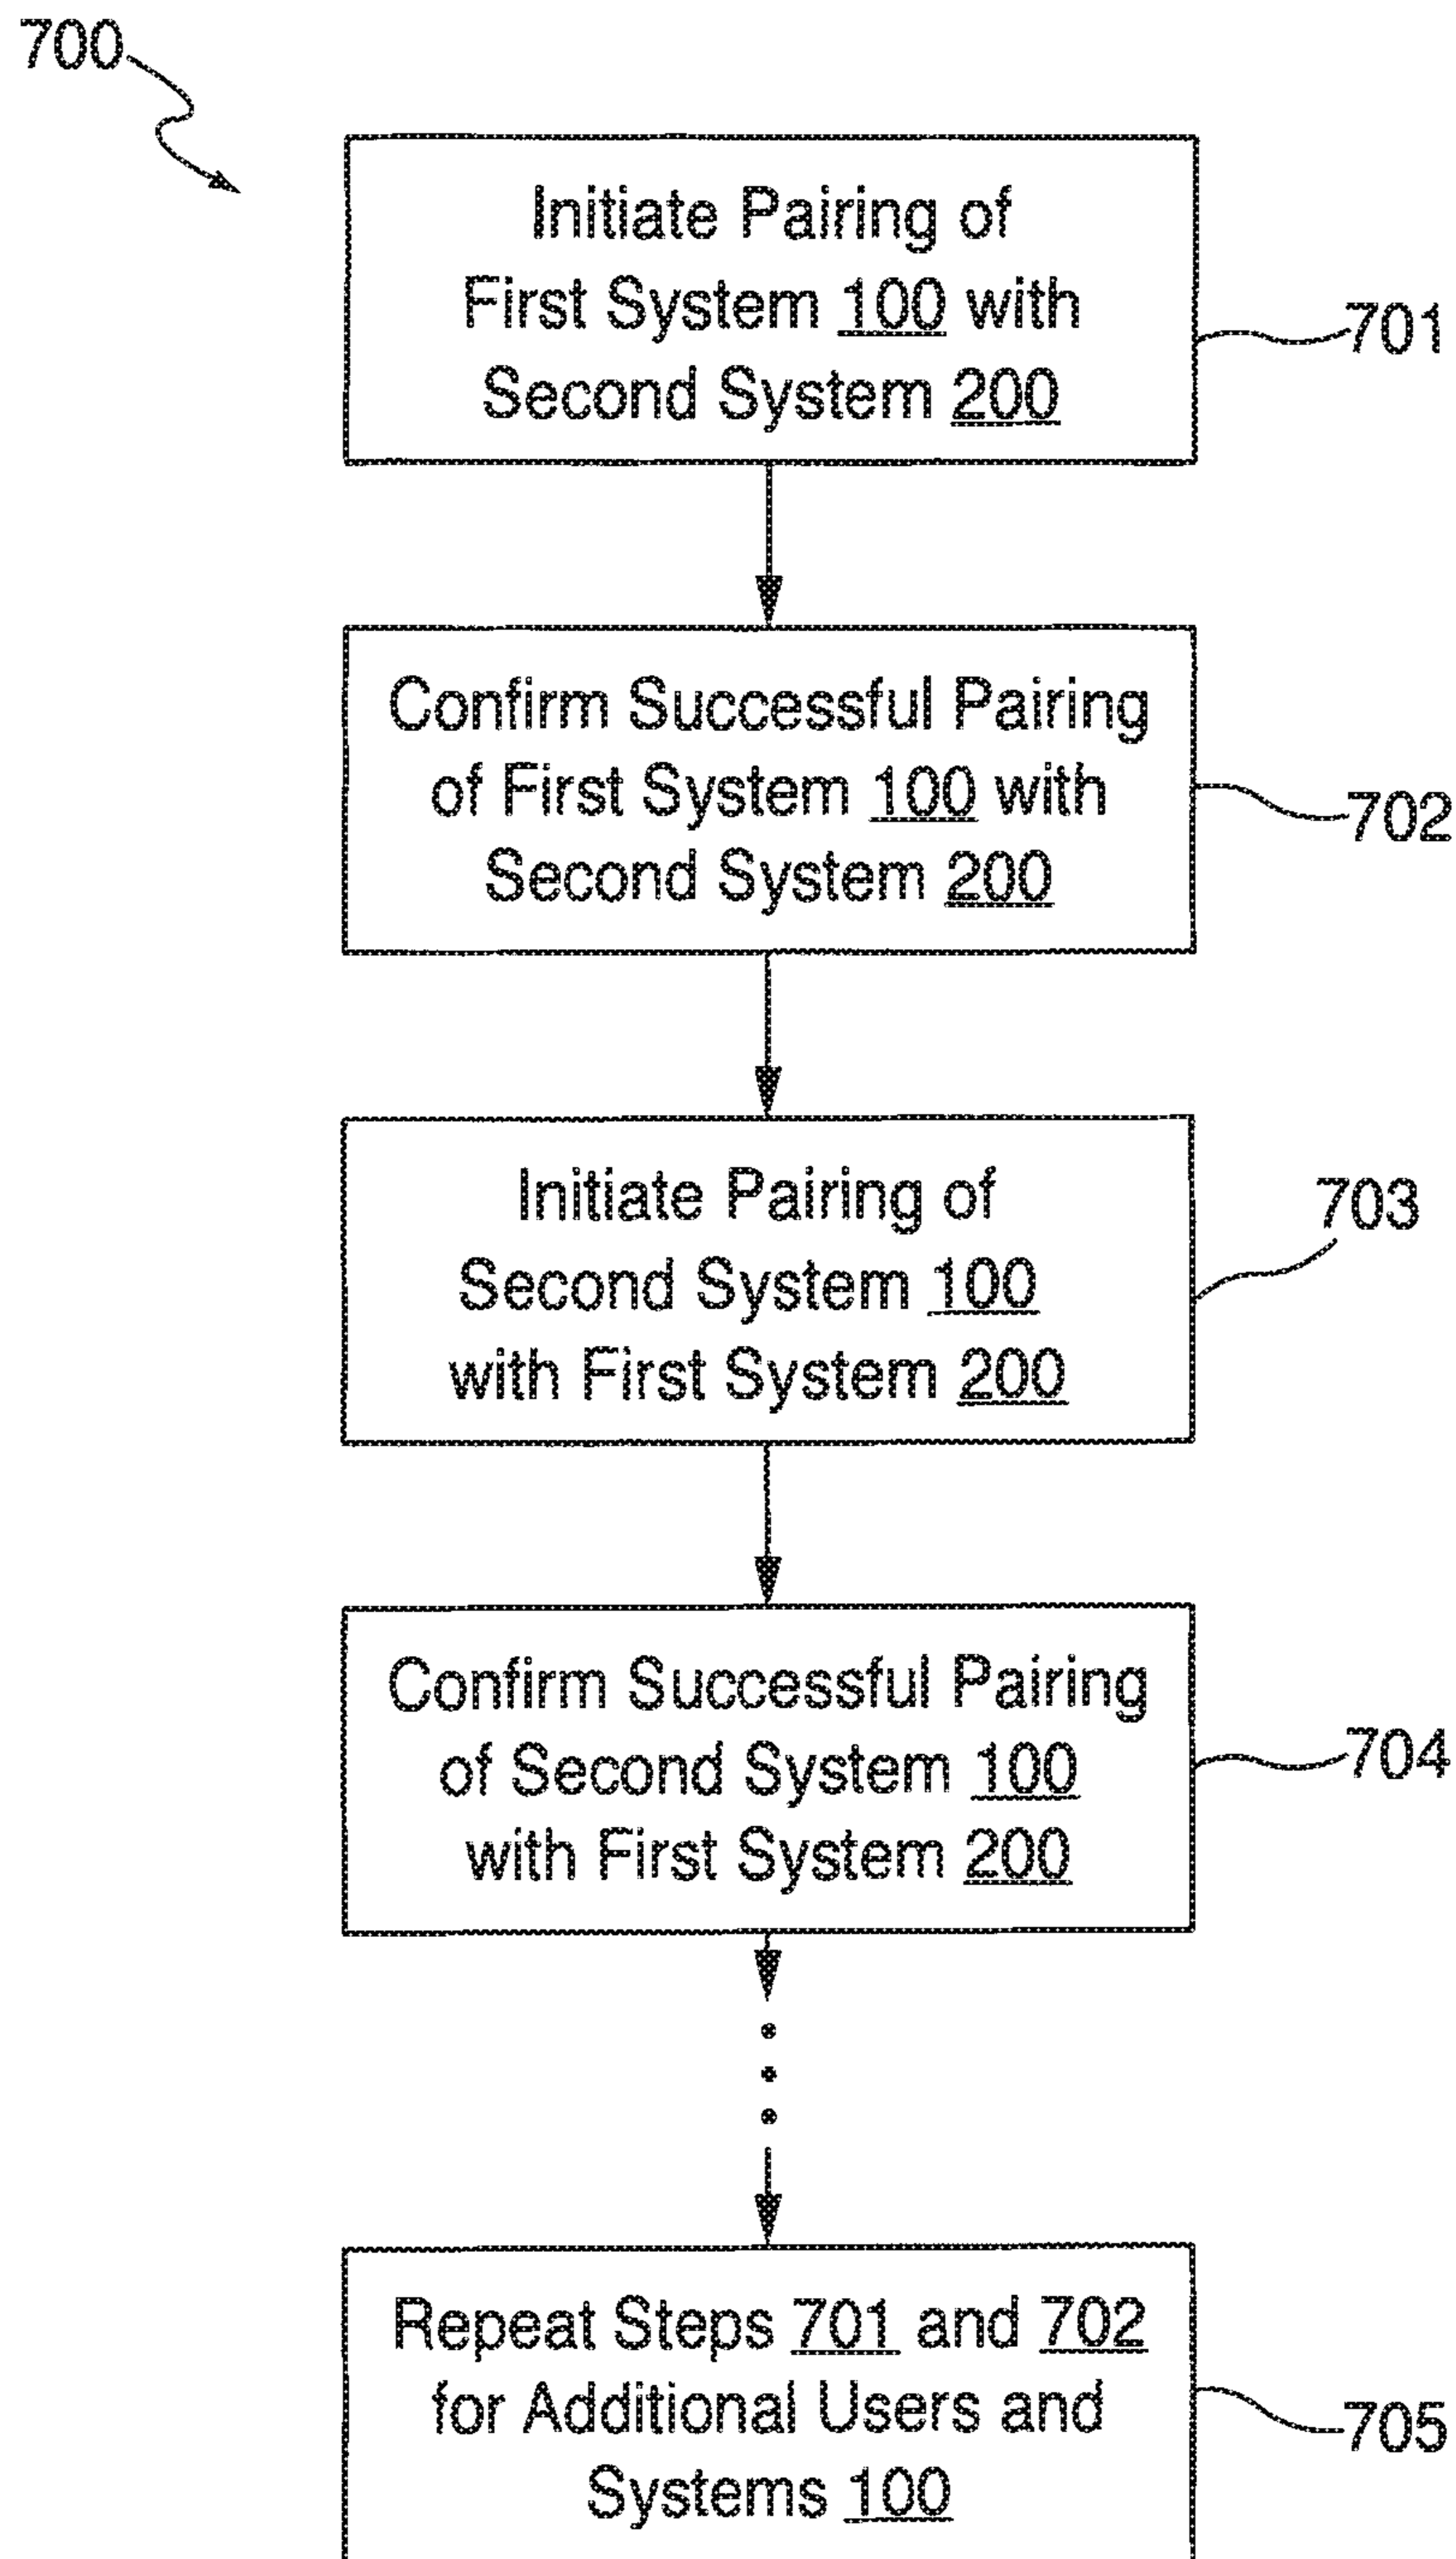 700
Initiate Pairing of
First System 100 with
Second System 200
701
Confirm Successful Pairing
of First System 100 with
Second System 200
702
Initiate Pairing of
Second System 100
with First System 200
703
Confirm Successful Pairing
of Second System 100
with First System 200
704
Repeat Steps 701 and 702
for Additional Users and
Systems 100
705